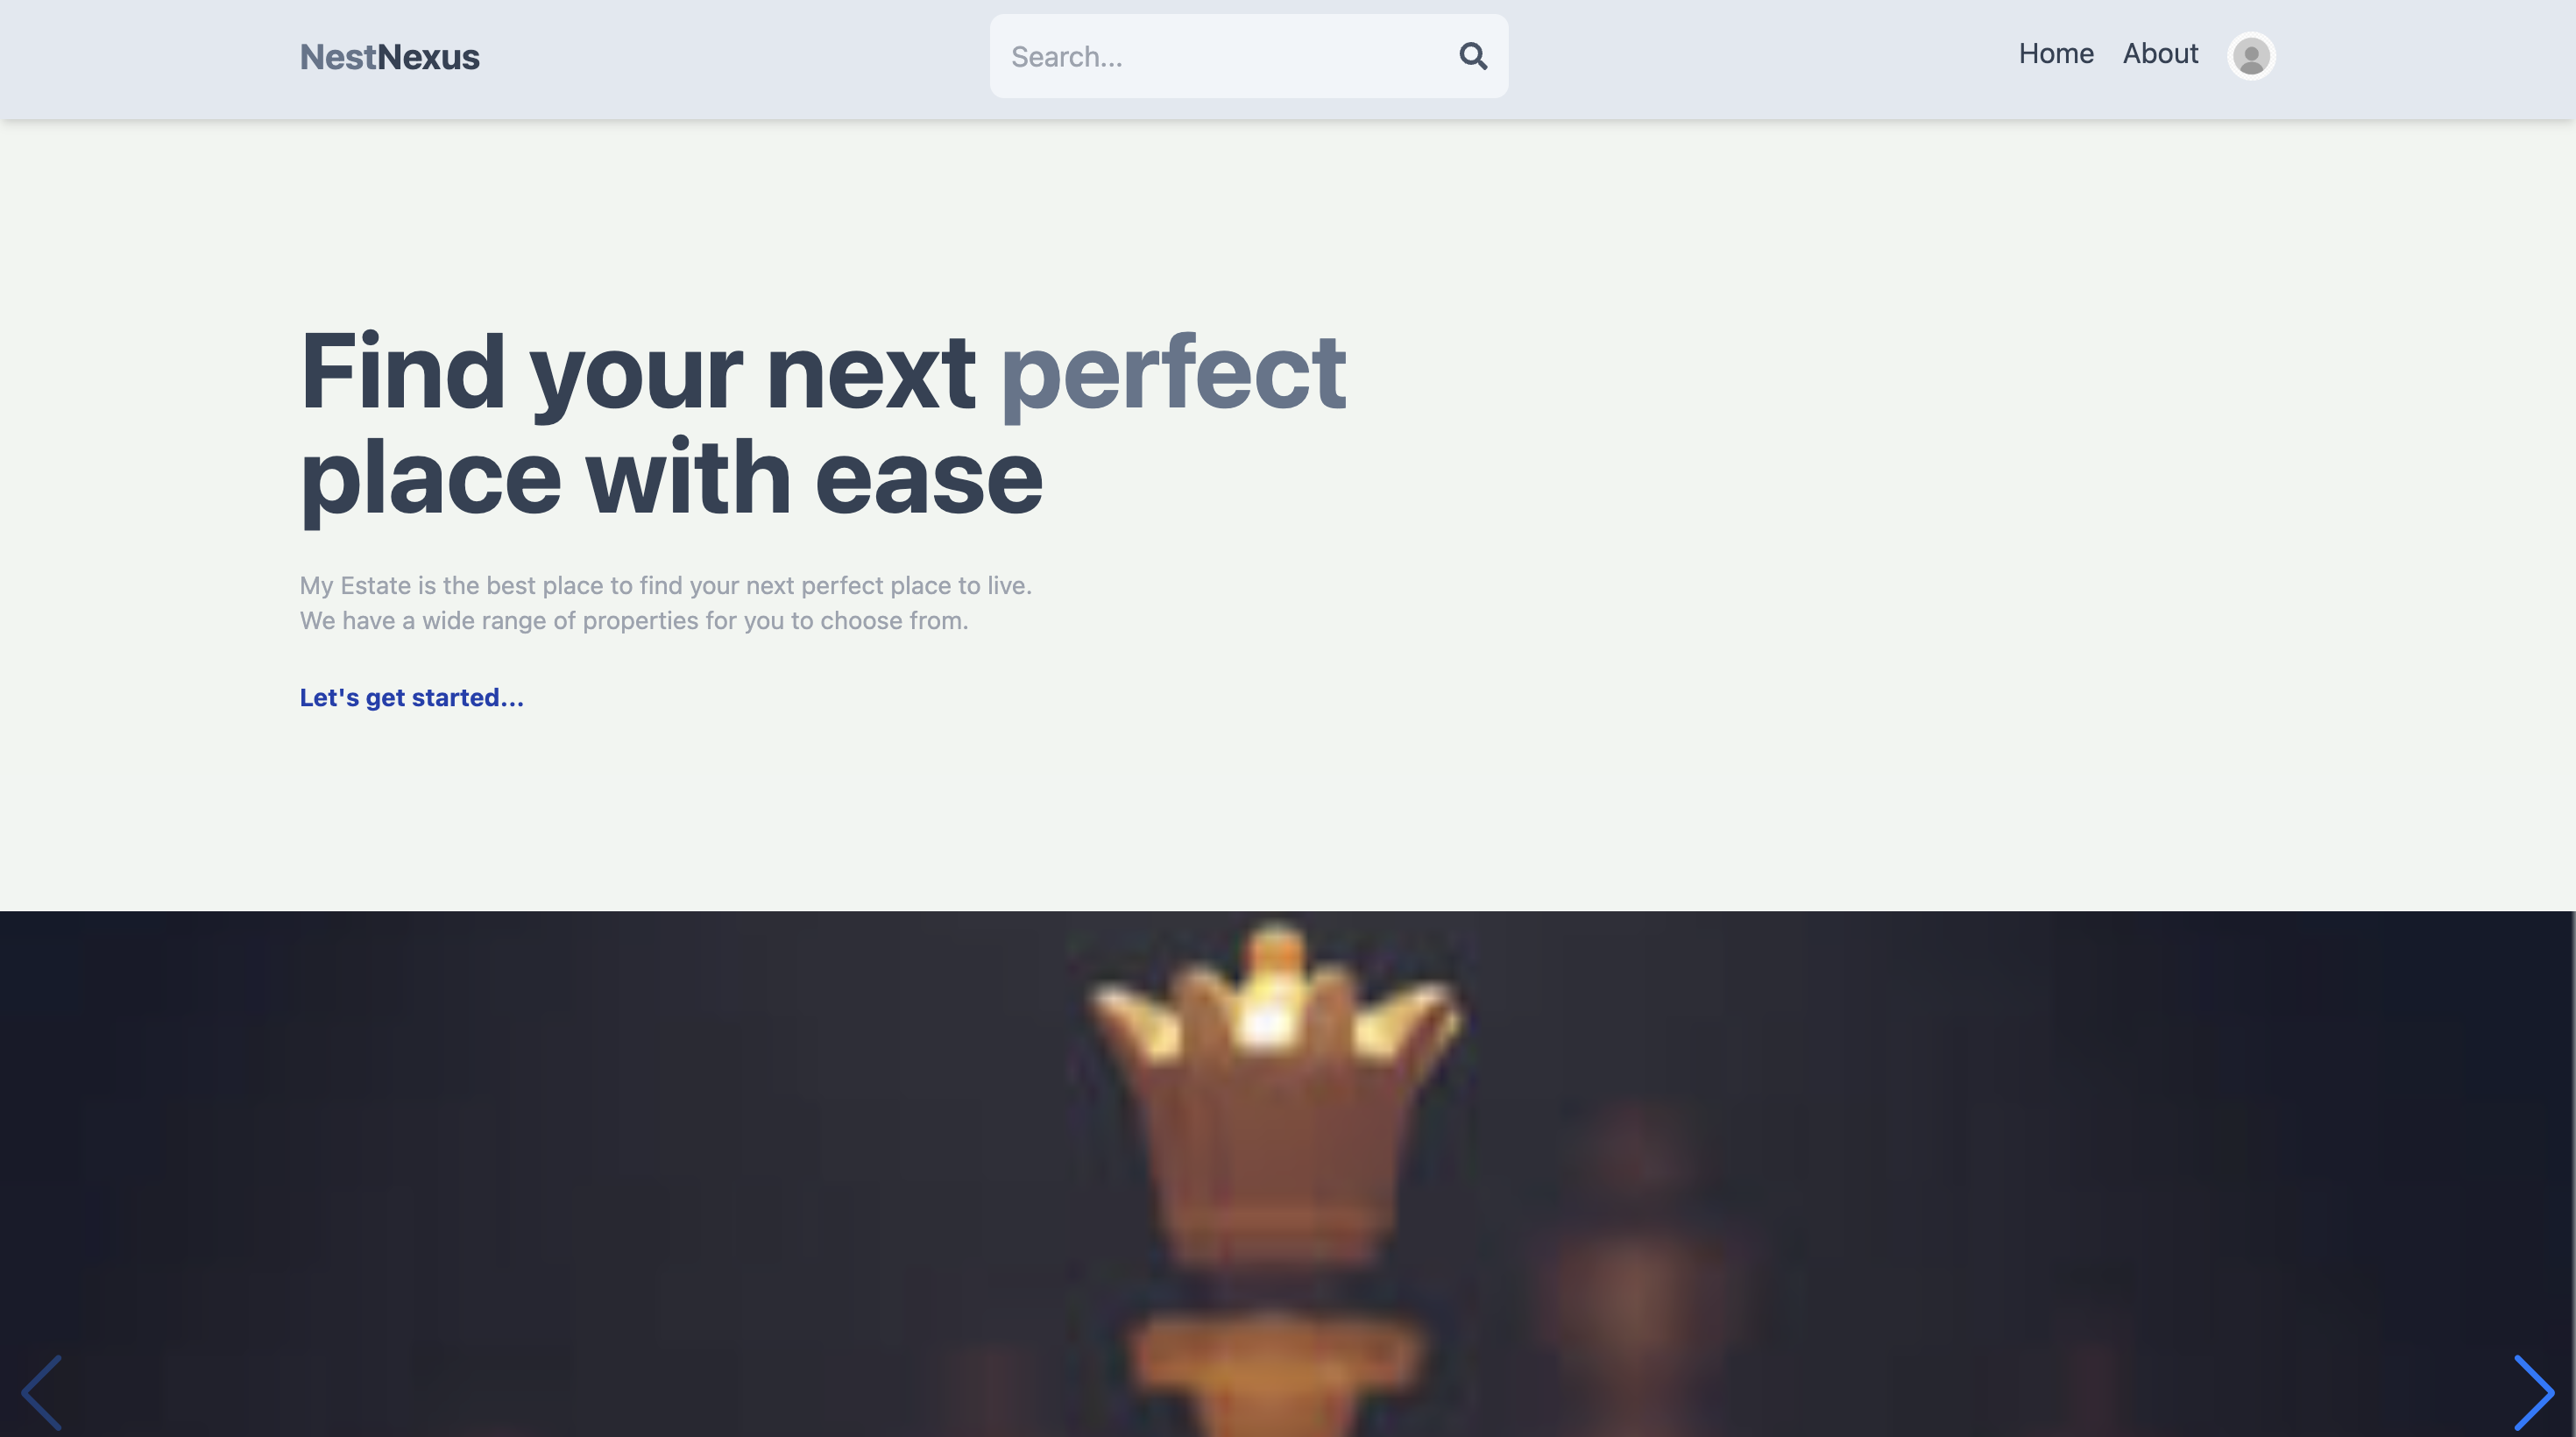 NestNexus
Search...
Home About
Find your next perfect
place with ease
My Estate is the best place to find your next perfect place to live.
We have a wide range of properties for you to choose from.
Let's get started...